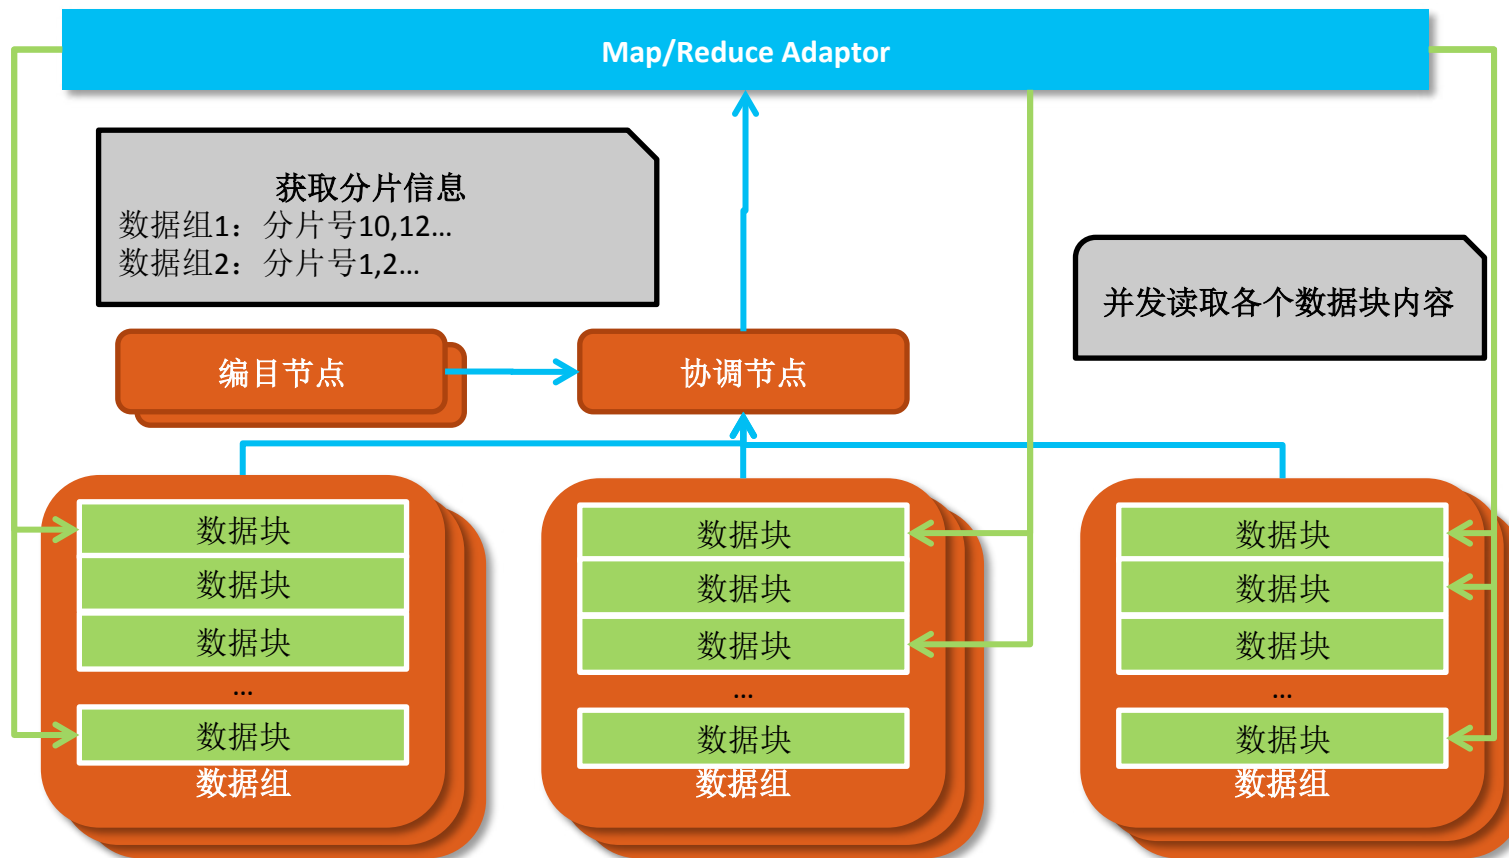 Map/Reduce Adaptor
获取分片信息
数据组1：分片号10,12...
数据组2：分片号1,2...
并发读取各个数据块内容
编目节点
协调节点
数据块
数据块
数据块
...
数据块
数据组
数据块
数据块
数据块
...
数据块
数据组
数据块
数据块
数据块
...
数据块
数据组